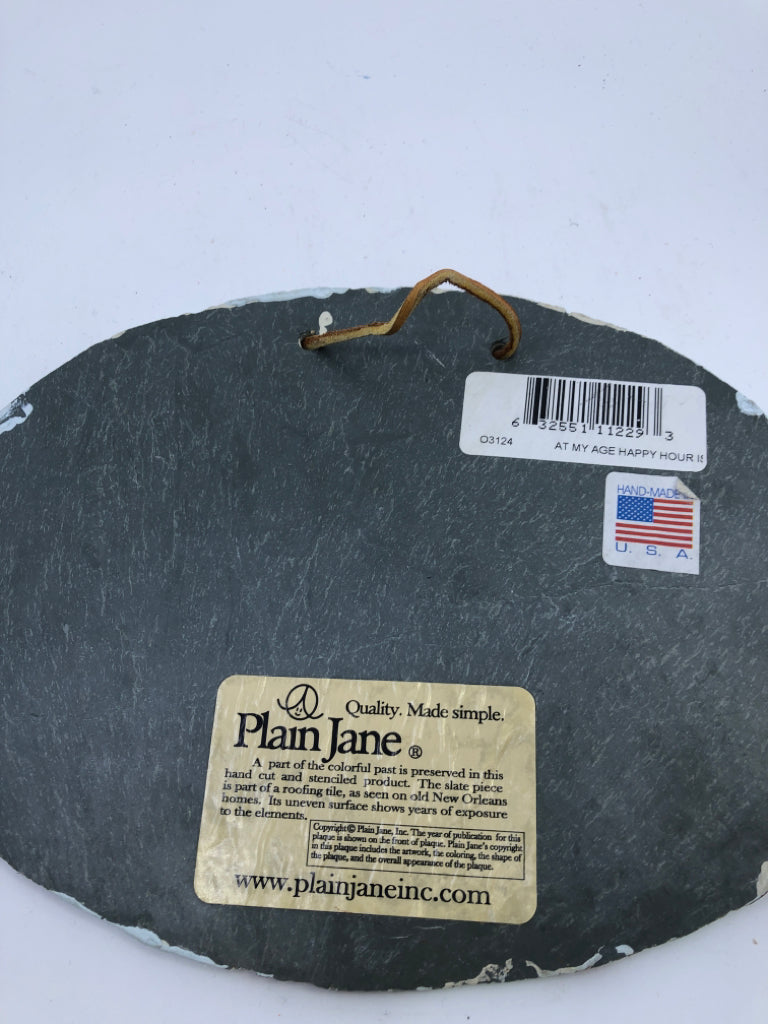 6 32551 11229 3
O3124 AT MY AGE HAPPY HOUR IS
HAND-MADE
U. S. A.
Quality. Made simple.
Plain Jane ®
A part of the colorful past is preserved in this
hand cut and stenciled product. The slate piece
is part of a roofing tile, as seen on old New Orleans
homes. Its uneven surface shows years of exposure
to the elements.
Copyright © Plain Jane, Inc. The year of publication for this
plaque is shown on the front of plaque. Plain Jane's copyright
in this plaque includes the artwork, the coloring, the shape of
the plaque, and the overall appearance of the plaque.
www.plainjaneinc.com